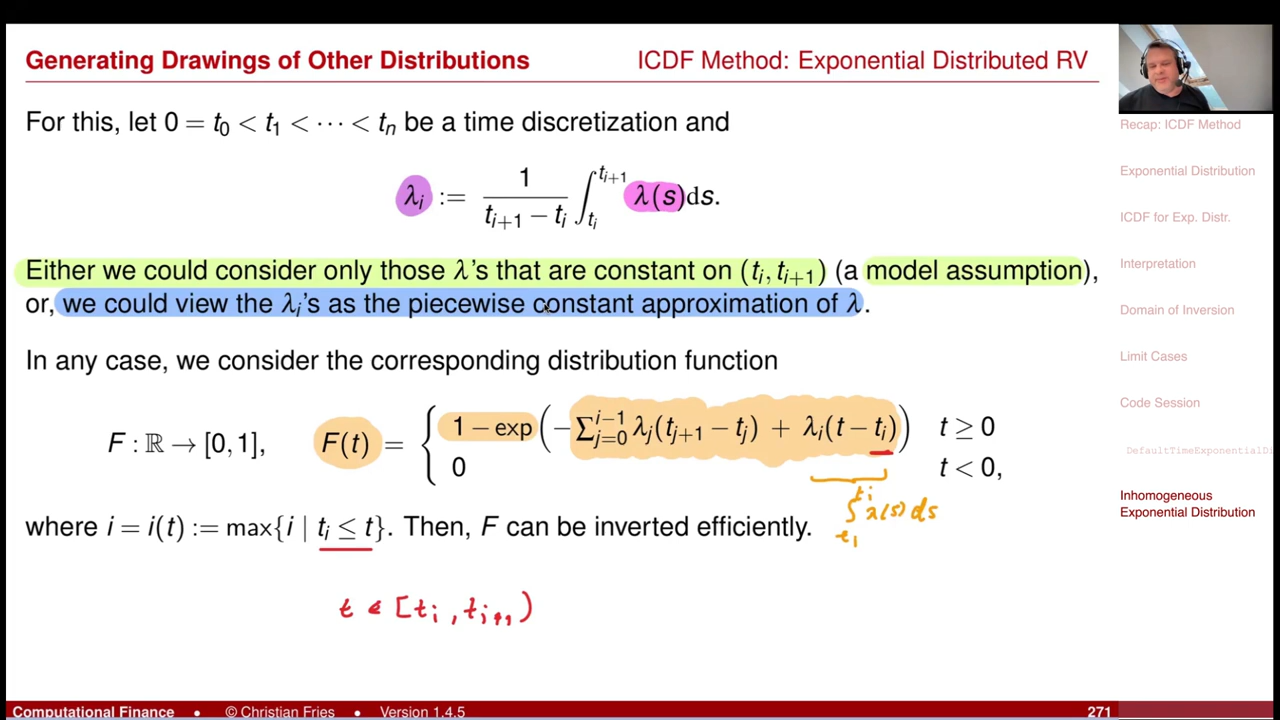 Generating Drawings of Other Distributions ICDF Method: Exponential Distributed RV
For this, let 0 = t₀ < t₁ < ⋯ < tₙ be a time discretization and
λᵢ := 1/(tᵢ₊₁ − tᵢ) ∫_{tᵢ}^{tᵢ₊₁} λ(s)ds.
Either we could consider only those λ's that are constant on (tᵢ, tᵢ₊₁) (a model assumption),
or, we could view the λᵢ's as the piecewise constant approximation of λ.
In any case, we consider the corresponding distribution function
F : ℝ → [0, 1], F(t) = { 1 − exp(−∑_{j=0}^{i−1} λⱼ(tⱼ₊₁ − tⱼ) + λᵢ(t − tᵢ)) t ≥ 0
0 t < 0,
where i = i(t) := max{i | tᵢ ≤ t}. Then, F can be inverted efficiently.
∫ λ(s) ds
t ∈ [tᵢ, tᵢ₊₁)
Recap: ICDF Method
Exponential Distribution
ICDF for Exp. Distr.
Interpretation
Domain of Inversion
Limit Cases
Code Session
DefaultTimeExponentialDi
Inhomogeneous
Exponential Distribution
Computational Finance • © Christian Fries • Version 1.4.5 271